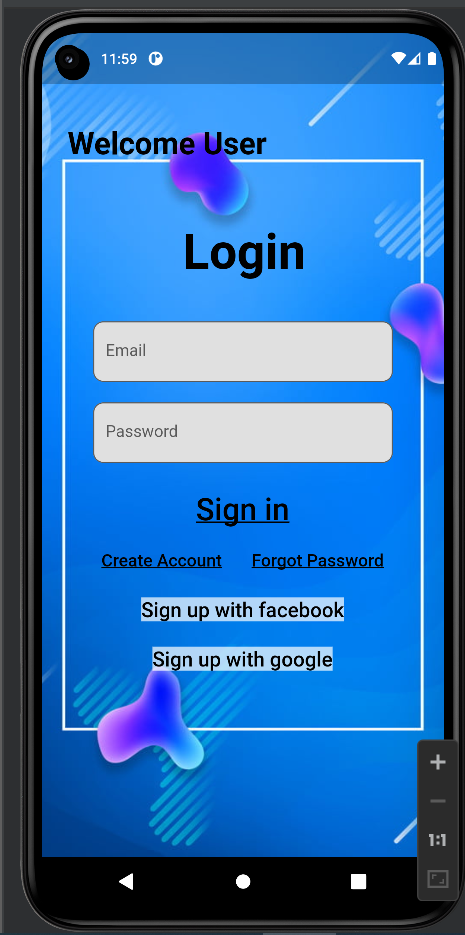 11:59
Welcome User
Login
Email
Password
Sign in
Create Account Forgot Password
Sign up with facebook
Sign up with google
1:1